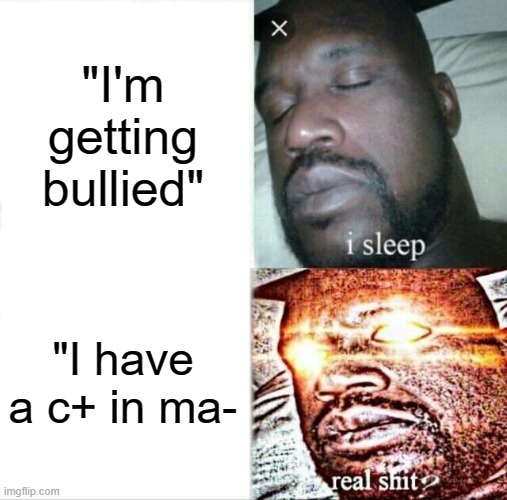 "I'm
getting
bullied"
i sleep
"I have
a c+ in ma-
real shit?
imgflip.com